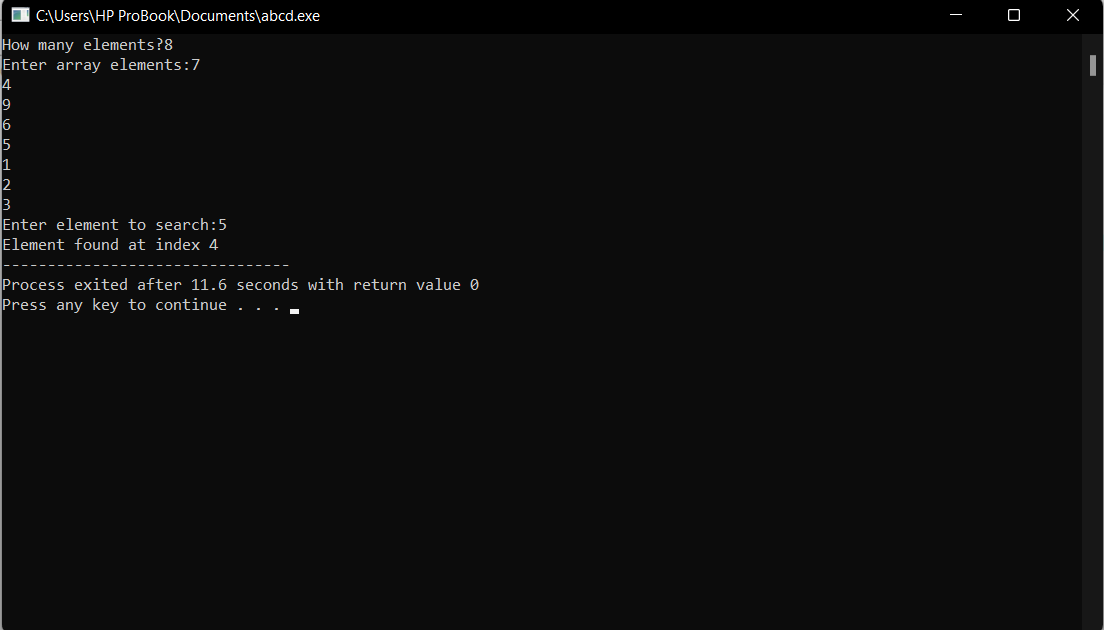 C:\Users\HP ProBook\Documents\abcd.exe
How many elements?8
Enter array elements:7
4
9
6
5
1
2
3
Enter element to search:5
Element found at index 4
--------------------------------
Process exited after 11.6 seconds with return value 0
Press any key to continue . . .